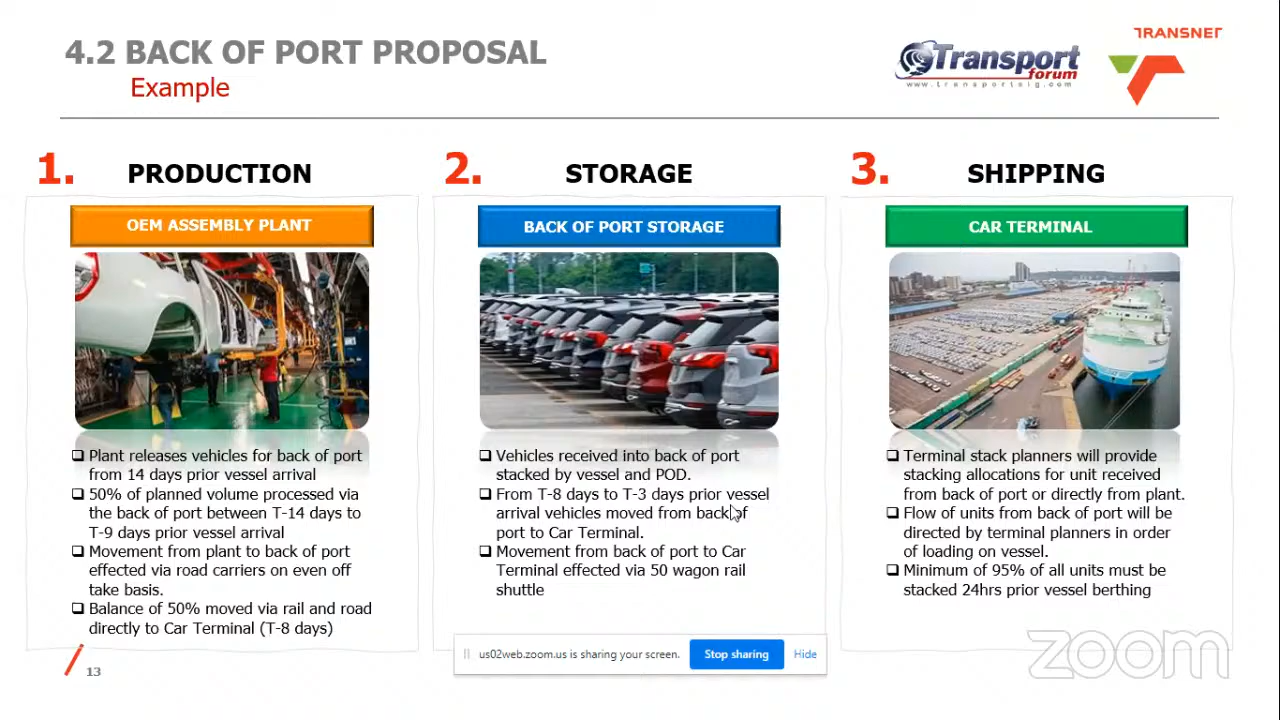 4.2 BACK OF PORT PROPOSAL
Example
Transport
forum
www.transportsig.com
TRANSNET
1. PRODUCTION
OEM ASSEMBLY PLANT
❑ Plant releases vehicles for back of port
from 14 days prior vessel arrival
❑ 50% of planned volume processed via
the back of port between T-14 days to
T-9 days prior vessel arrival
❑ Movement from plant to back of port
effected via road carriers on even off
take basis.
❑ Balance of 50% moved via rail and road
directly to Car Terminal (T-8 days)
2. STORAGE
BACK OF PORT STORAGE
❑ Vehicles received into back of port
stacked by vessel and POD.
❑ From T-8 days to T-3 days prior vessel
arrival vehicles moved from back of
port to Car Terminal.
❑ Movement from back of port to Car
Terminal effected via 50 wagon rail
shuttle
3. SHIPPING
CAR TERMINAL
❑ Terminal stack planners will provide
stacking allocations for unit received
from back of port or directly from plant.
❑ Flow of units from back of port will be
directed by terminal planners in order
of loading on vessel.
❑ Minimum of 95% of all units must be
stacked 24hrs prior vessel berthing
us02web.zoom.us is sharing your screen. Stop sharing Hide
zoom
13